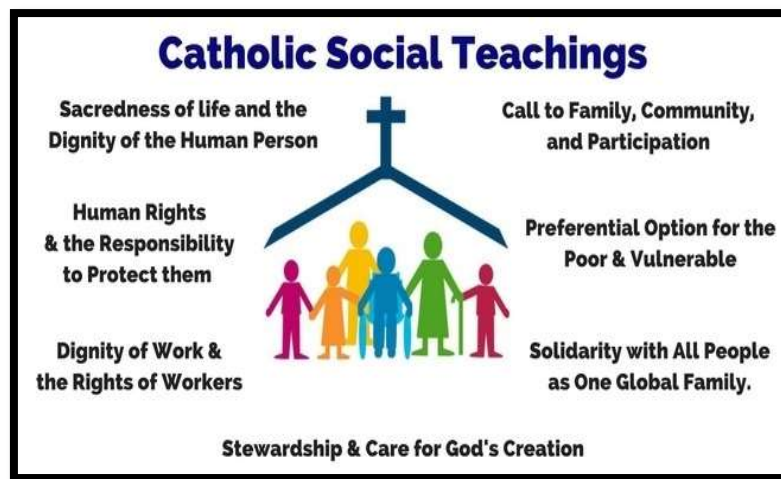 Catholic Social Teachings
Sacredness of life and the
Dignity of the Human Person
Call to Family, Community,
and Participation
Human Rights
& the Responsibility
to Protect them
Preferential Option for the
Poor & Vulnerable
Dignity of Work &
the Rights of Workers
Solidarity with All People
as One Global Family.
Stewardship & Care for God's Creation